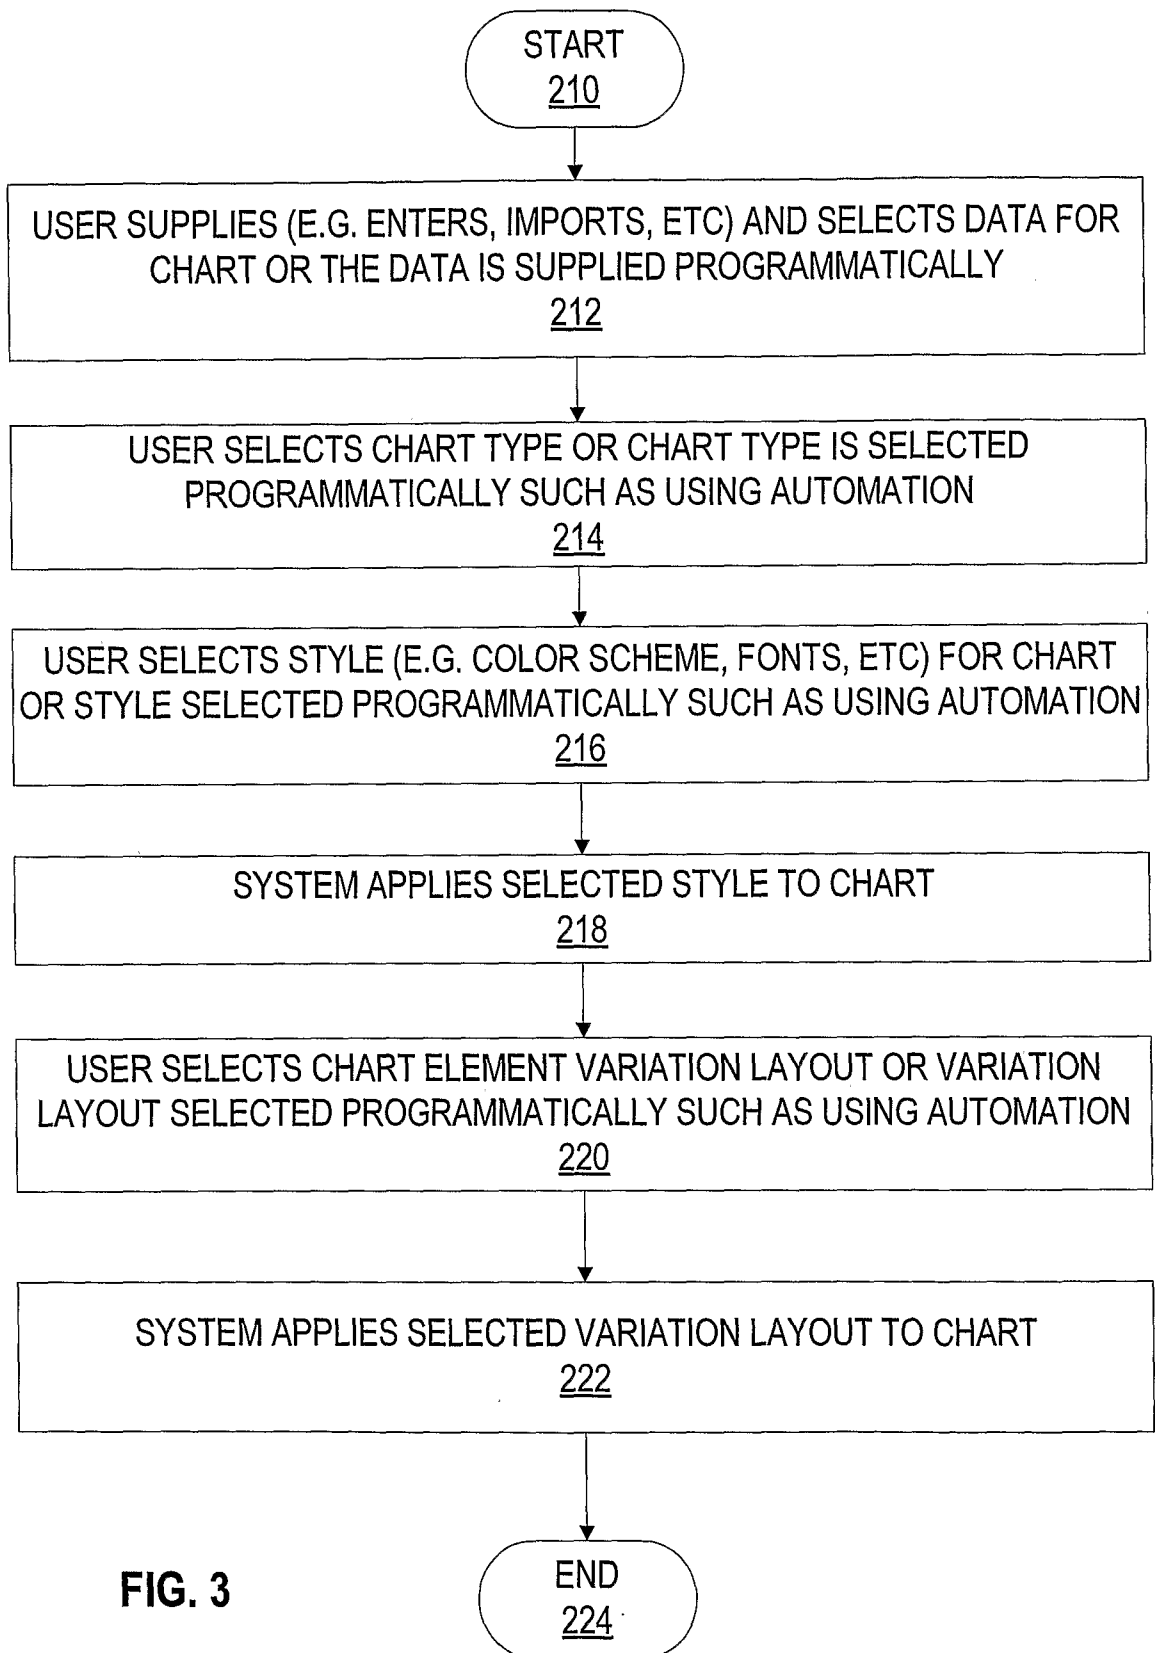 START
210
USER SUPPLIES (E.G. ENTERS, IMPORTS, ETC) AND SELECTS DATA FOR
CHART OR THE DATA IS SUPPLIED PROGRAMMATICALLY
212
USER SELECTS CHART TYPE OR CHART TYPE IS SELECTED
PROGRAMMATICALLY SUCH AS USING AUTOMATION
214
USER SELECTS STYLE (E.G. COLOR SCHEME, FONTS, ETC) FOR CHART
OR STYLE SELECTED PROGRAMMATICALLY SUCH AS USING AUTOMATION
216
SYSTEM APPLIES SELECTED STYLE TO CHART
218
USER SELECTS CHART ELEMENT VARIATION LAYOUT OR VARIATION
LAYOUT SELECTED PROGRAMMATICALLY SUCH AS USING AUTOMATION
220
SYSTEM APPLIES SELECTED VARIATION LAYOUT TO CHART
222
END
224
FIG. 3